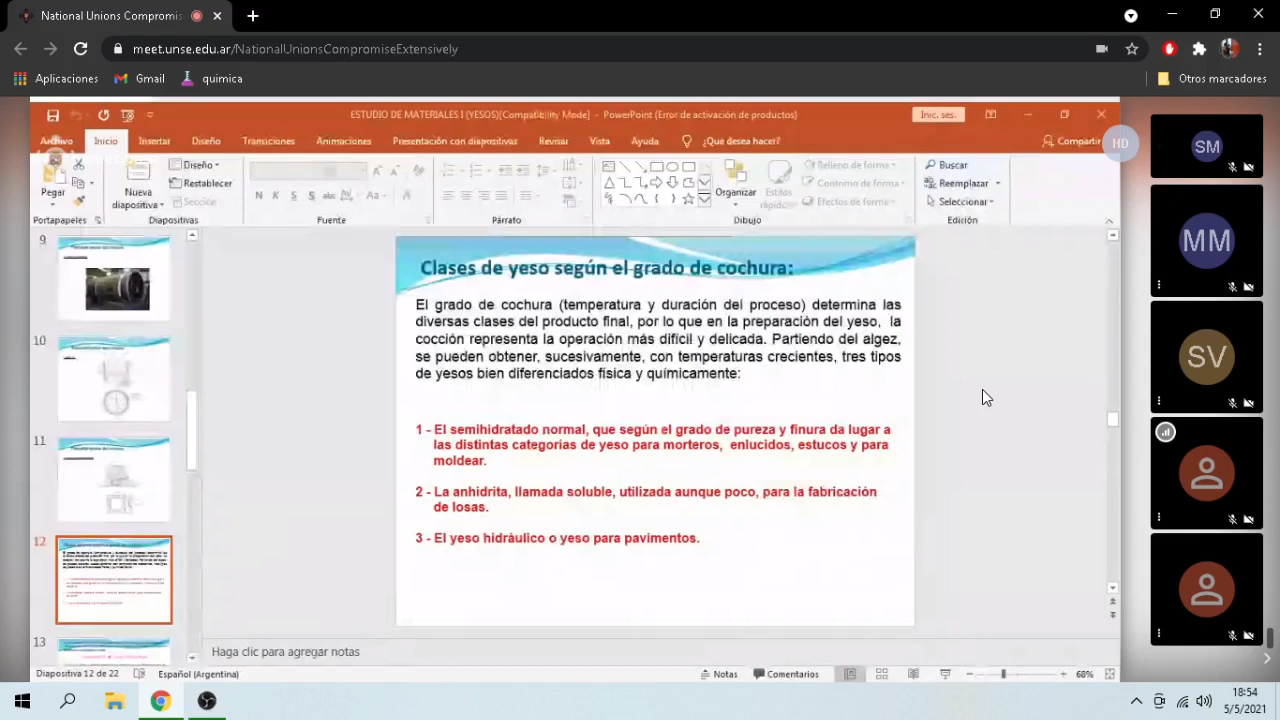 National Unions Compromis
meet.unse.edu.ar/NationalUnionsCompromiseExtensively
Aplicaciones
Gmail
quimica
Otros marcadores
ESTUDIO DE MATERIALES I (YESOS)[Compatibility Mode] - PowerPoint (Error de activación de productos)
Inic. ses.
Archivo Inicio Insertar Diseño Transiciones Animaciones Presentación con diapositivas Revisar Vista Ayuda ¿Qué desea hacer? Compartir
HD
Pegar
Nueva diapositiva
Diseño
Restablecer
Sección
Organizar
Estilos rápidos
Relleno de forma
Contorno de forma
Efectos de forma
Buscar
Reemplazar
Seleccionar
Portapapeles Diapositivas Fuente Párrato Dibujo Edición
9
10
11
12
13
Clases de yeso según el grado de cochura:
El grado de cochura (temperatura y duración del proceso) determina las
diversas clases del producto final, por lo que en la preparación del yeso, la
cocción representa la operación más difícil y delicada. Partiendo del algez,
se pueden obtener, sucesivamente, con temperaturas crecientes, tres tipos
de yesos bien diferenciados física y químicamente:
1 - El semihidratado normal, que según el grado de pureza y finura da lugar a
las distintas categorías de yeso para morteros, enlucidos, estucos y para
moldear.
2 - La anhidrita, llamada soluble, utilizada aunque poco, para la fabricación
de losas.
3 - El yeso hidráulico o yeso para pavimentos.
Haga clic para agregar notas
Diapositiva 12 de 22
Español (Argentina)
Notas
Comentarios
68%
SM
MM
SV
18:54
5/5/2021